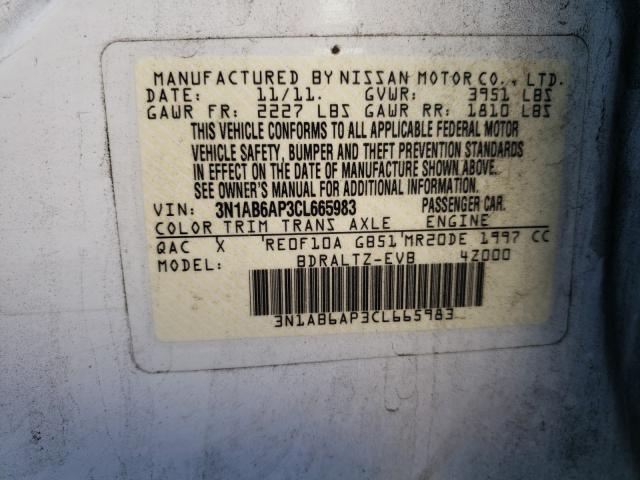 MANUFACTURED BY NISSAN MOTOR CO., LTD.
DATE: 11/11. GVWR: 3951 LBS
GAWR FR: 2227 LBS GAWR RR: 1810 LBS
THIS VEHICLE CONFORMS TO ALL APPLICABLE FEDERAL MOTOR
VEHICLE SAFETY, BUMPER AND THEFT PREVENTION STANDARDS
IN EFFECT ON THE DATE OF MANUFACTURE SHOWN ABOVE.
SEE OWNER'S MANUAL FOR ADDITIONAL INFORMATION.
VIN: 3N1AB6AP3CL665983 PASSENGER CAR.
COLOR TRIM TRANS AXLE ENGINE
QAC X 'RE0F10A GB51'MR20DE 1997 CC
MODEL: BDRALTZ-EVB 4Z000
3N1AB6AP3CL665983